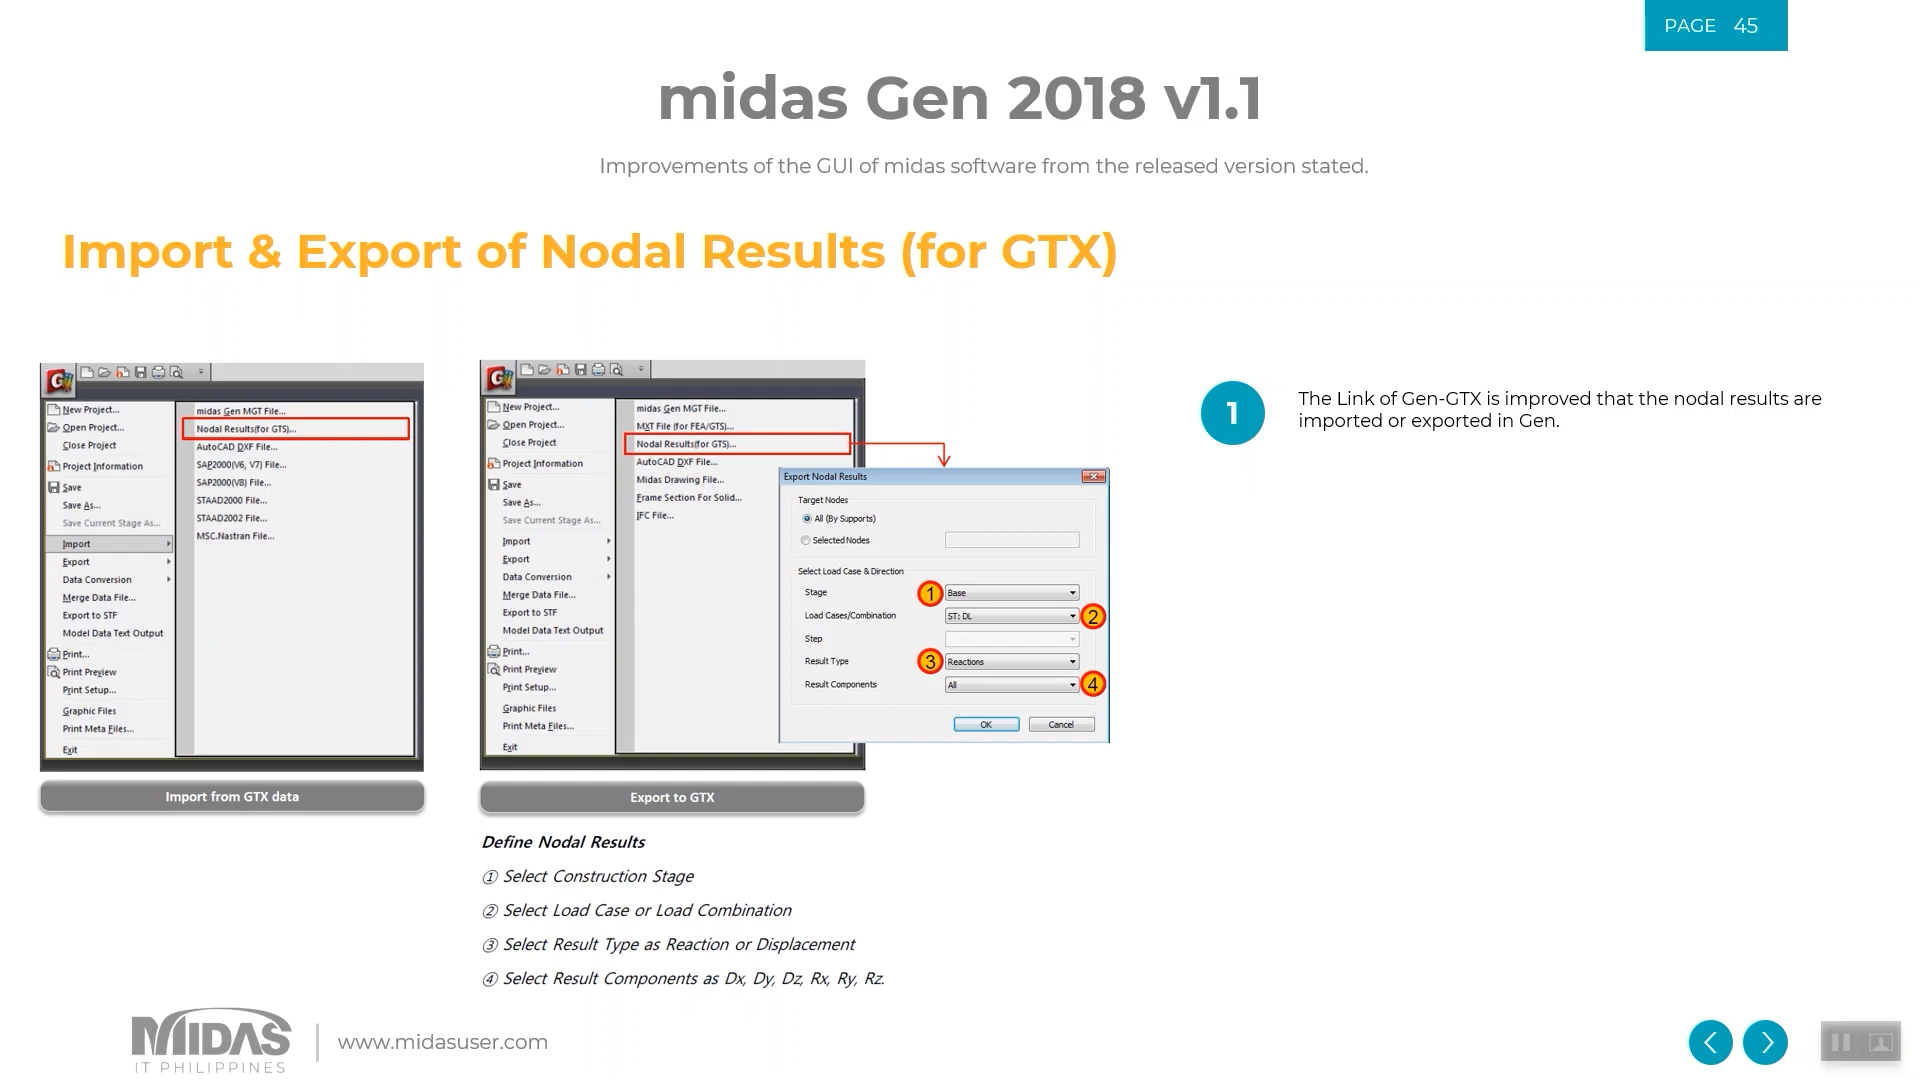 PAGE 45
midas Gen 2018 v1.1
Improvements of the GUI of midas software from the released version stated.
Import & Export of Nodal Results (for GTX)
New Project...
Open Project...
Close Project
Project Information
Save
Save As...
Save Current Stage As...
Import
Export
Data Conversion
Merge Data File...
Export to STF
Model Data Text Output
Print...
Print Preview
Print Setup...
Graphic Files
Print Meta Files...
Exit
midas Gen MGT File...
Nodal Results(for GTS)...
AutoCAD DXF File...
SAP2000(V6, V7) File...
SAP2000(V8) File...
STAAD2000 File...
STAAD2002 File...
MSC.Nastran File...
Import from GTX data
New Project...
Open Project...
Close Project
Project Information
Save
Save As...
Save Current Stage As...
Import
Export
Data Conversion
Merge Data File...
Export to STF
Model Data Text Output
Print...
Print Preview
Print Setup...
Graphic Files
Print Meta Files...
Exit
midas Gen MGT File...
MXT File (for FEA/GTS)...
Nodal Results(for GTS)...
AutoCAD DXF File...
Midas Drawing File...
Frame Section For Solid...
IFC File...
Export Nodal Results
Target Nodes
All (By Supports)
Selected Nodes
Select Load Case & Direction
Stage 1 Base
Load Cases/Combination ST: DL 2
Step
Result Type 3 Reactions
Result Components All 4
OK Cancel
Export to GTX
Define Nodal Results
① Select Construction Stage
② Select Load Case or Load Combination
③ Select Result Type as Reaction or Displacement
④ Select Result Components as Dx, Dy, Dz, Rx, Ry, Rz.
1
The Link of Gen-GTX is improved that the nodal results are
imported or exported in Gen.
MIDAS
IT PHILIPPINES
www.midasuser.com